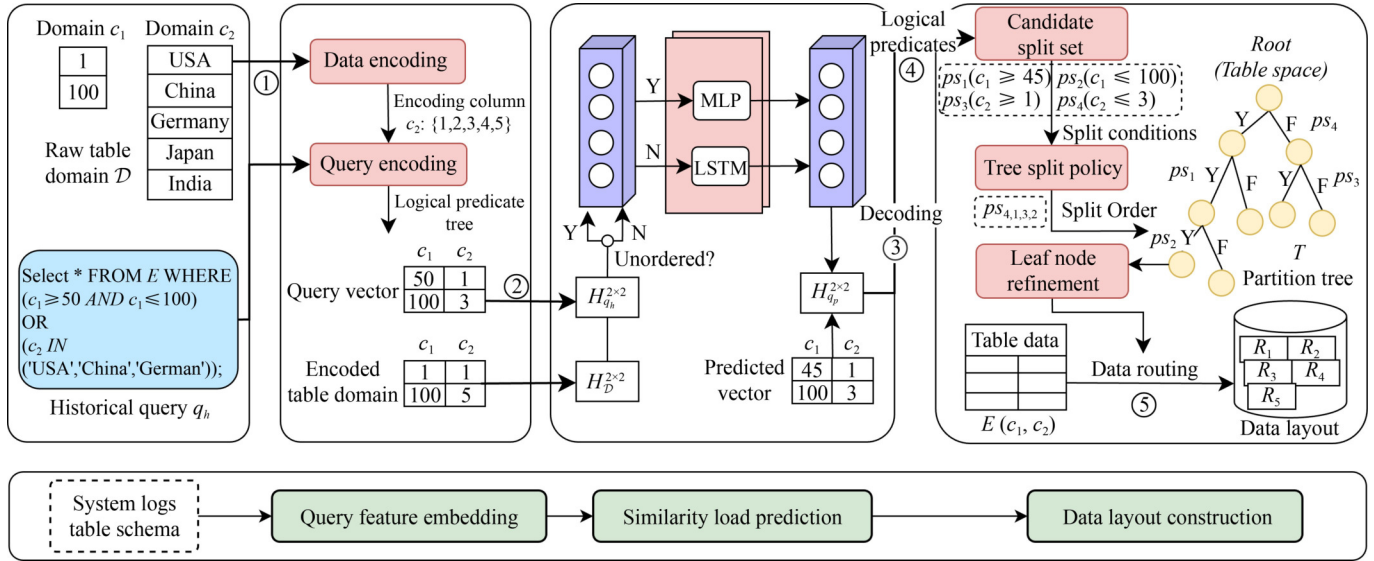 Domain c₁
1
100
Domain c₂
USA
China
Germany
Japan
India
Raw table
domain 𝒟
Select * FROM E WHERE
(c₁≥50 AND c₁≤100)
OR
(c₂ IN
('USA','China','German'));
Historical query qₕ
①
Data encoding
Encoding column
c₂: {1,2,3,4,5}
Query encoding
Logical predicate
tree
c₁ c₂
Query vector
50 1
100 3
②
c₁ c₂
Encoded
table domain
1 1
100 5
Y
MLP
N
LSTM
Y N
Unordered?
H_{qₕ}^{2×2}
H_𝒟^{2×2}
Decoding
③
H_{qₚ}^{2×2}
c₁ c₂
Predicted
vector
45 1
100 3
Logical
predicates
④
Candidate
split set
ps₁(c₁ ≥ 45) ps₂(c₁ ≤ 100)
ps₃(c₂ ≥ 1) ps₄(c₂ ≤ 3)
Split conditions
Tree split policy
ps₄,₁,₃,₂
Split Order
Leaf node
refinement
Root
(Table space)
Y F ps₄
ps₁ Y F Y F ps₃
ps₂ Y F
T
Partition tree
Table data
E (c₁, c₂)
Data routing
⑤
R₁ R₂
R₃ R₄
R₅
Data layout
System logs
table schema
Query feature embedding
Similarity load prediction
Data layout construction